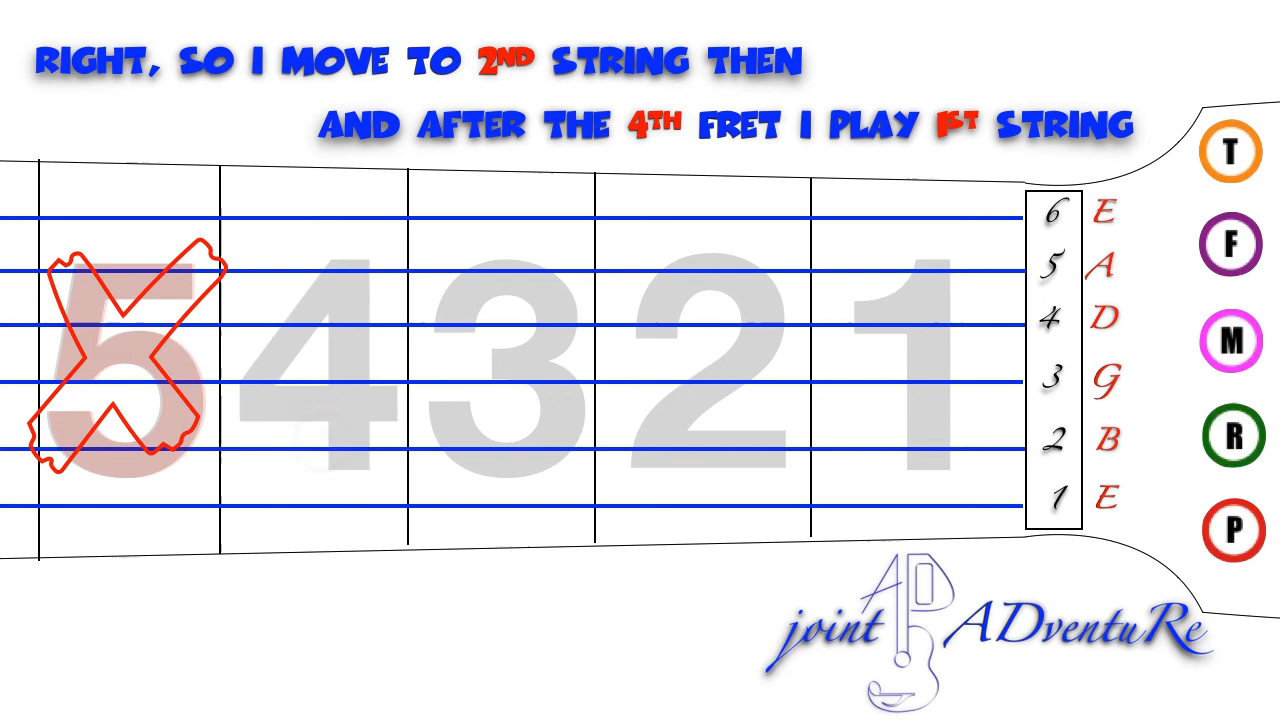 RIGHT, SO I MOVE TO 2ND STRING THEN
AND AFTER THE 4TH FRET I PLAY 1ST STRING
T
F
M
R
P
6 E
5 A
4 D
3 G
2 B
1 E
5 4 3 2 1
AD
joint ADventuRe